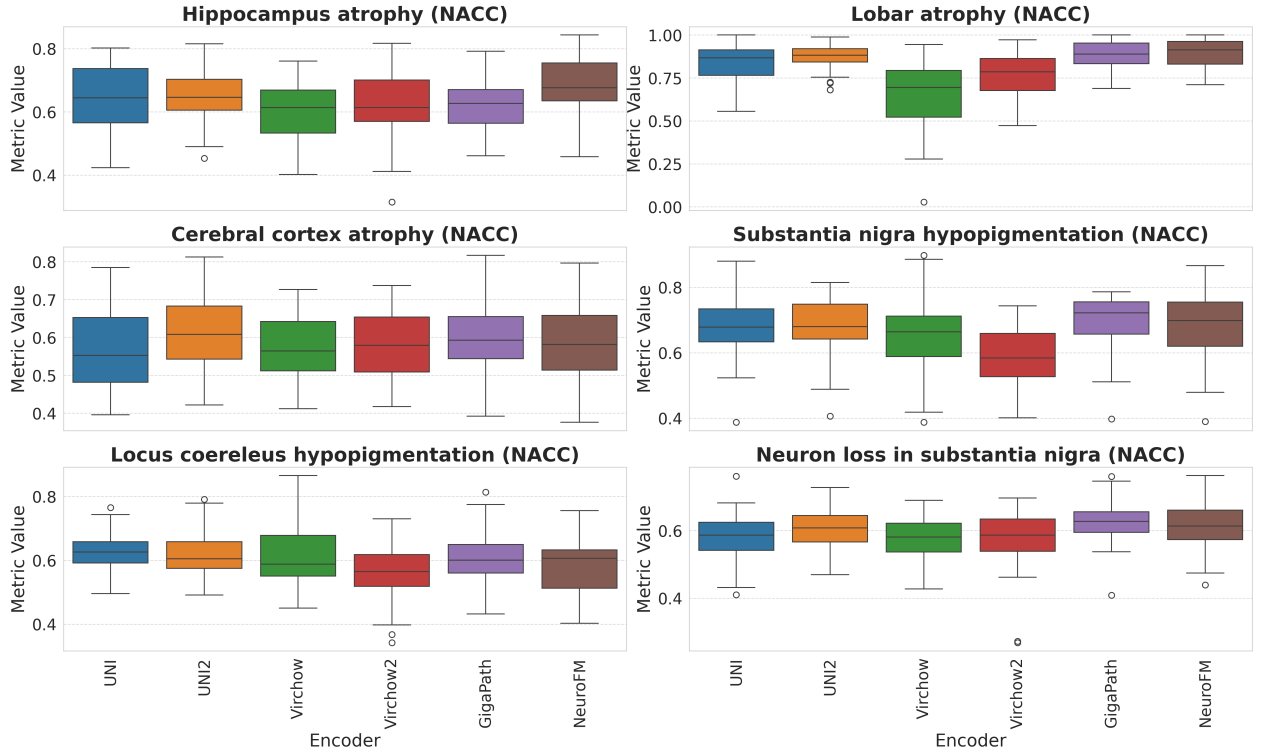 Hippocampus atrophy (NACC)
Metric Value
0.8
0.6
0.4
Lobar atrophy (NACC)
Metric Value
1.00
0.75
0.50
0.25
0.00
Cerebral cortex atrophy (NACC)
Metric Value
0.8
0.7
0.6
0.5
0.4
Substantia nigra hypopigmentation (NACC)
Metric Value
0.8
0.6
0.4
Locus coereleus hypopigmentation (NACC)
Metric Value
0.8
0.6
0.4
UNI
UNI2
Virchow
Virchow2
GigaPath
NeuroFM
Encoder
Neuron loss in substantia nigra (NACC)
Metric Value
0.6
0.4
UNI
UNI2
Virchow
Virchow2
GigaPath
NeuroFM
Encoder